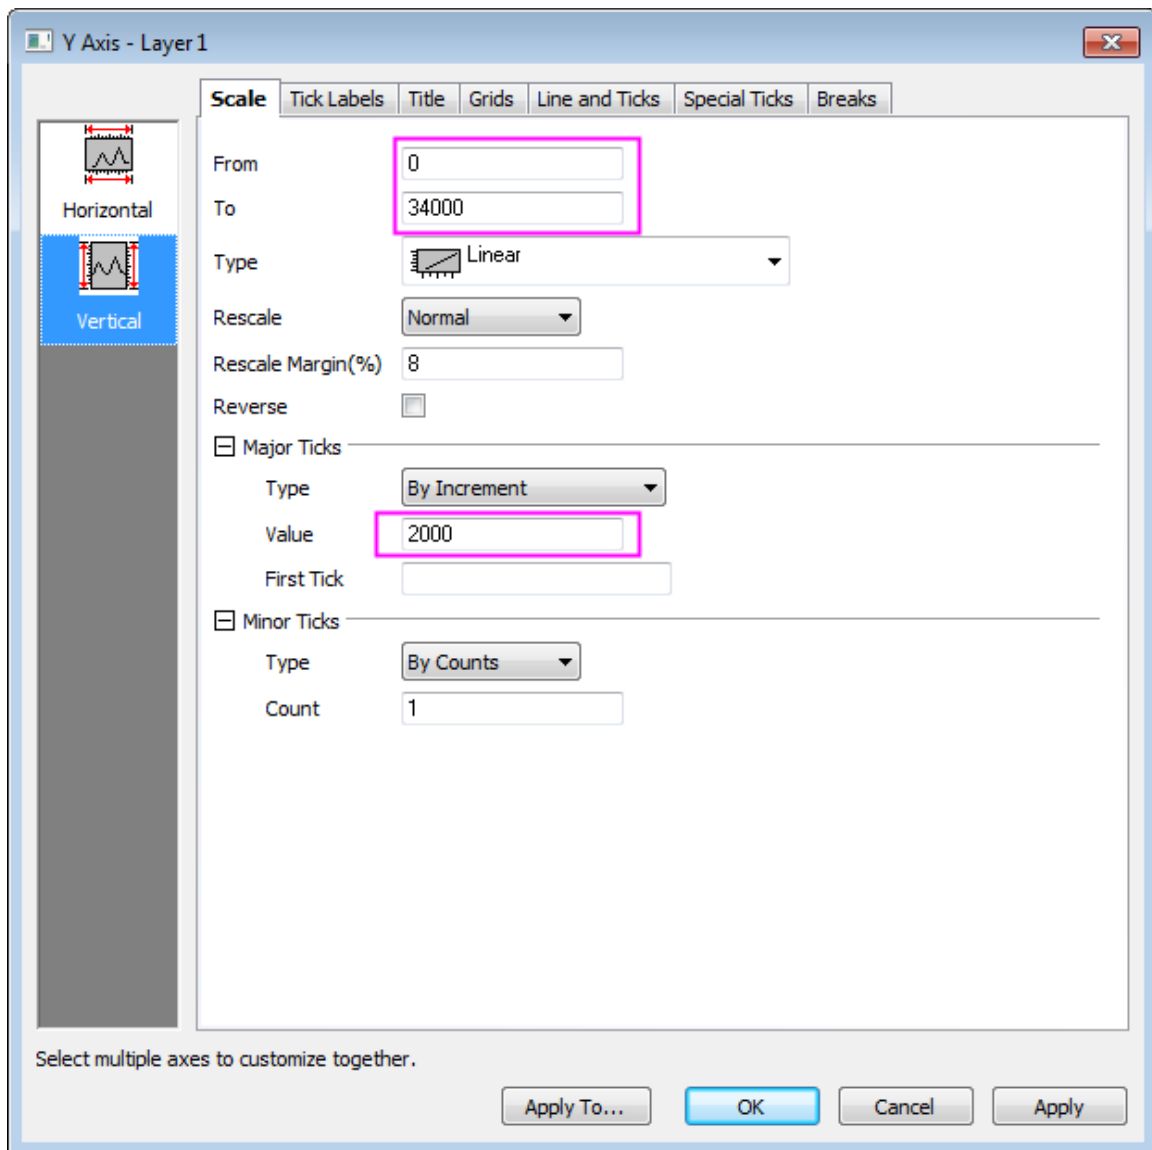 Y Axis - Layer 1
Scale Tick Labels Title Grids Line and Ticks Special Ticks Breaks
Horizontal
Vertical
From 0
To 34000
Type Linear
Rescale Normal
Rescale Margin(%) 8
Reverse
Major Ticks
Type By Increment
Value 2000
First Tick
Minor Ticks
Type By Counts
Count 1
Select multiple axes to customize together.
Apply To... OK Cancel Apply